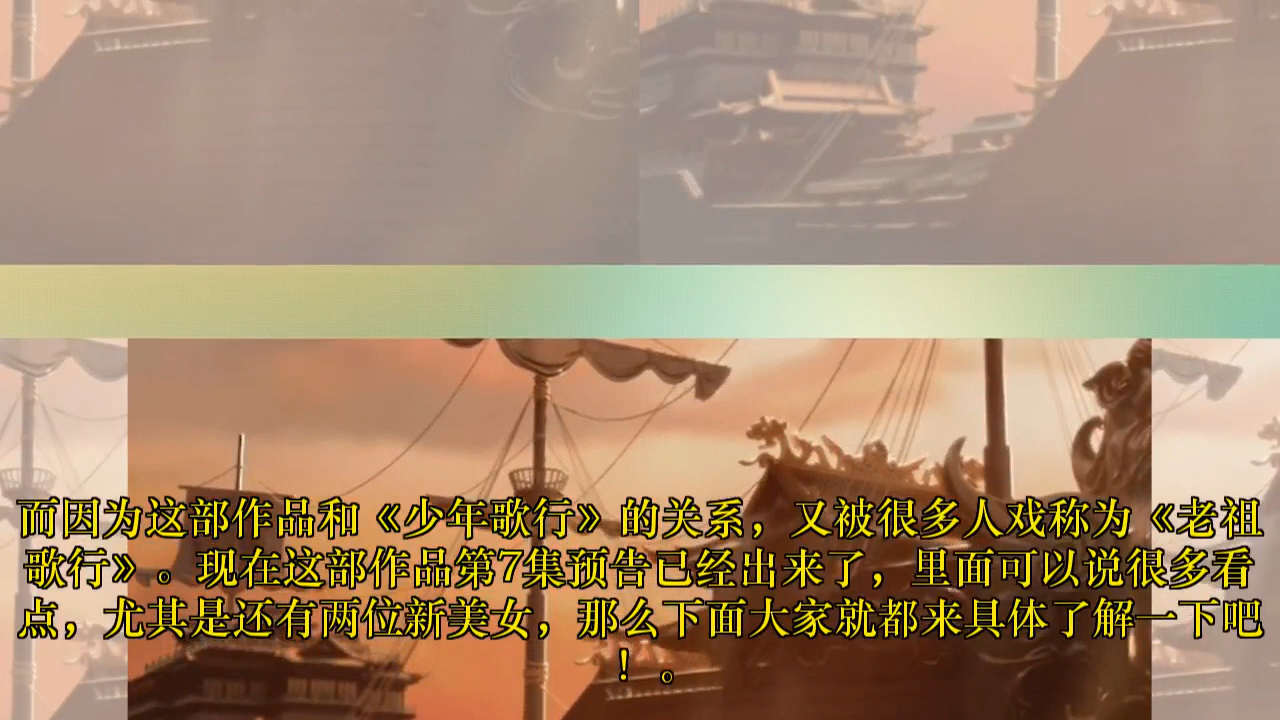 而因为这部作品和《少年歌行》的关系，又被很多人戏称为《老祖
歌行》。现在这部作品第7集预告已经出来了，里面可以说很多看
点，尤其是还有两位新美女，那么下面大家就都来具体了解一下吧
！。